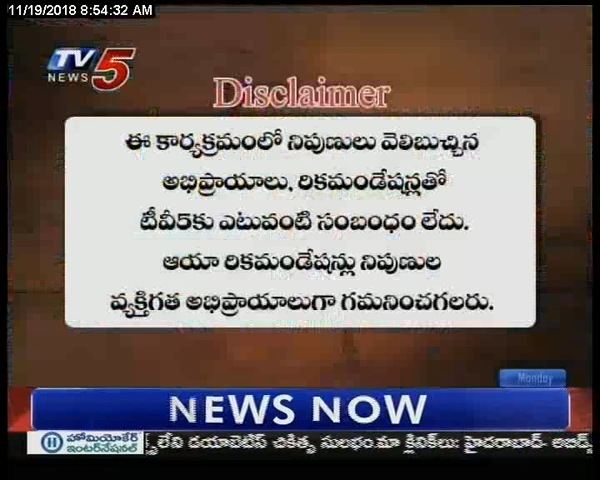 11/19/2018 8:54:32 AM
TV5
NEWS
Disclaimer
ఈ కార్యక్రమంలో నిపుణులు వెలిబుచ్చిన
అభిప్రాయాలు, రికమండేషన్లతో
టీవీ5కు ఎటువంటి సంబంధం లేదు.
ఆయా రికమండేషన్లు నిపుణుల
వ్యక్తిగత అభిప్రాయాలుగా గమనించగలరు.
Monday
NEWS NOW
హోమియోకేర్
ఇంటర్నేషనల్
లేని డయాబెటిస్ చికిత్స సులభం.మా క్లినిక్‌లు: హైదరాబాద్- అబిడ్స్